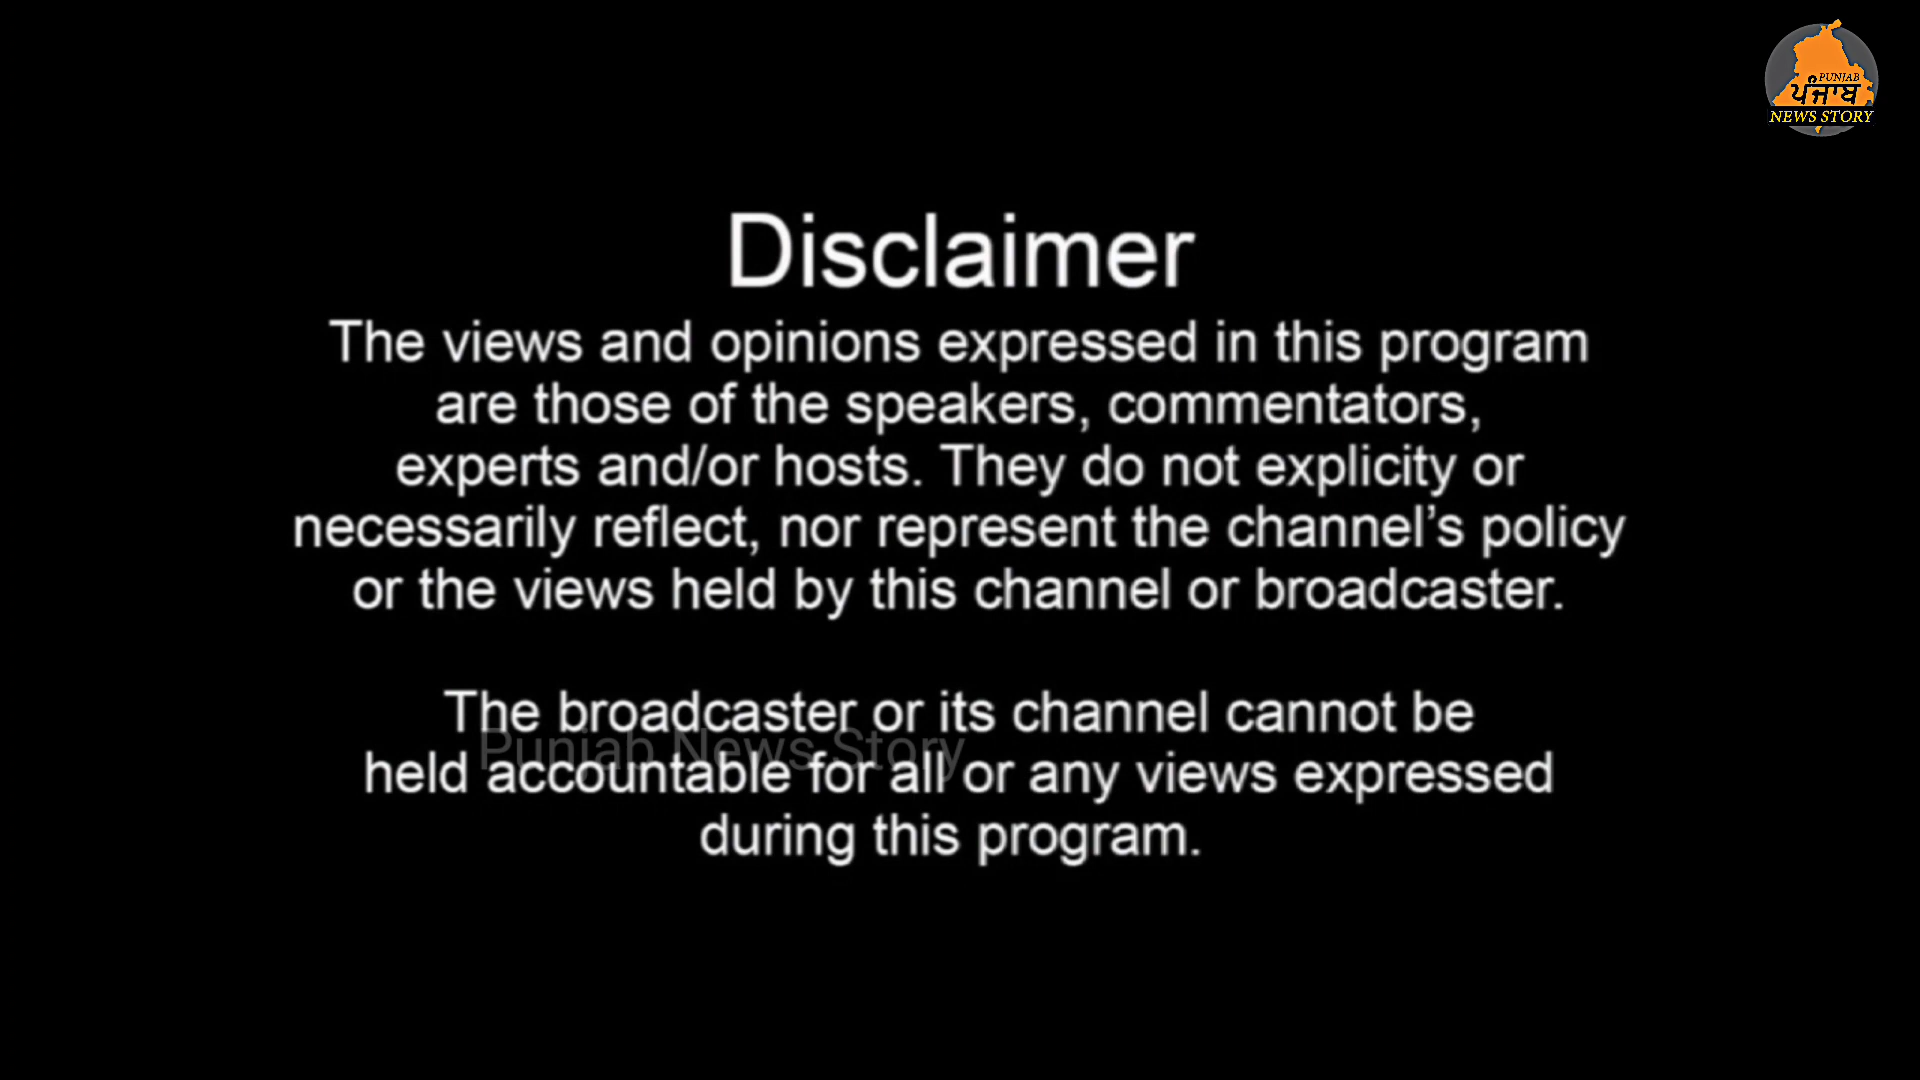 PUNJAB
ਪੰਜਾਬ
NEWS STORY
Disclaimer
The views and opinions expressed in this program
are those of the speakers, commentators,
experts and/or hosts. They do not explicity or
necessarily reflect, nor represent the channel’s policy
or the views held by this channel or broadcaster.
The broadcaster or its channel cannot be
Punjab News Story
held accountable for all or any views expressed
during this program.